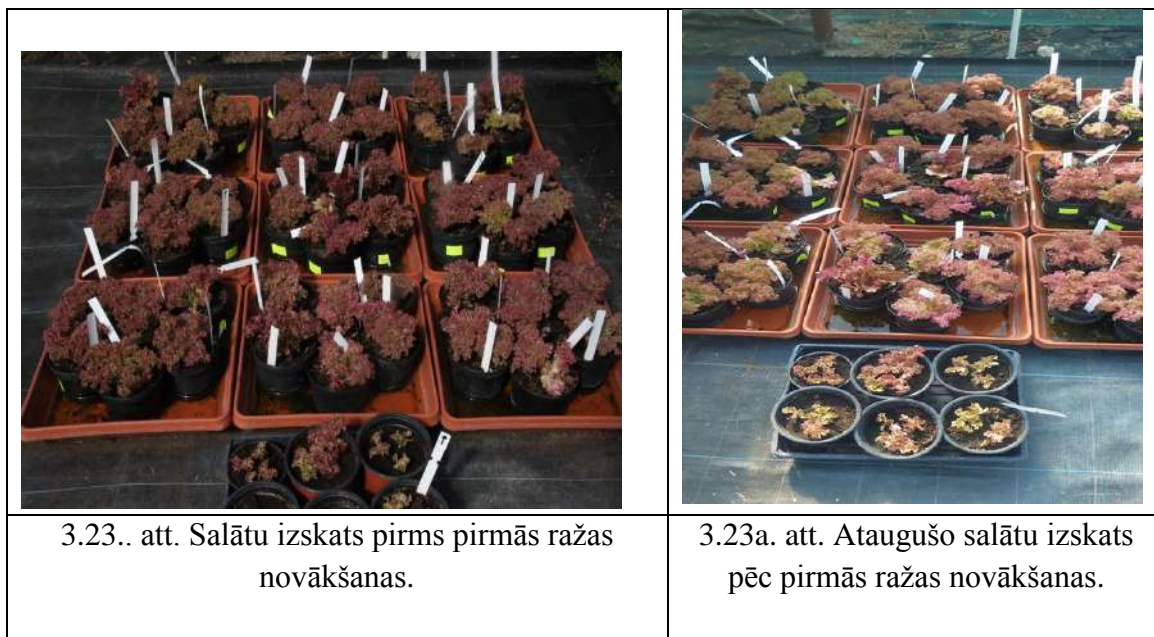 3.23.. att. Salātu izskats pirms pirmās ražas
novākšanas.
3.23a. att. Ataugušo salātu izskats
pēc pirmās ražas novākšanas.